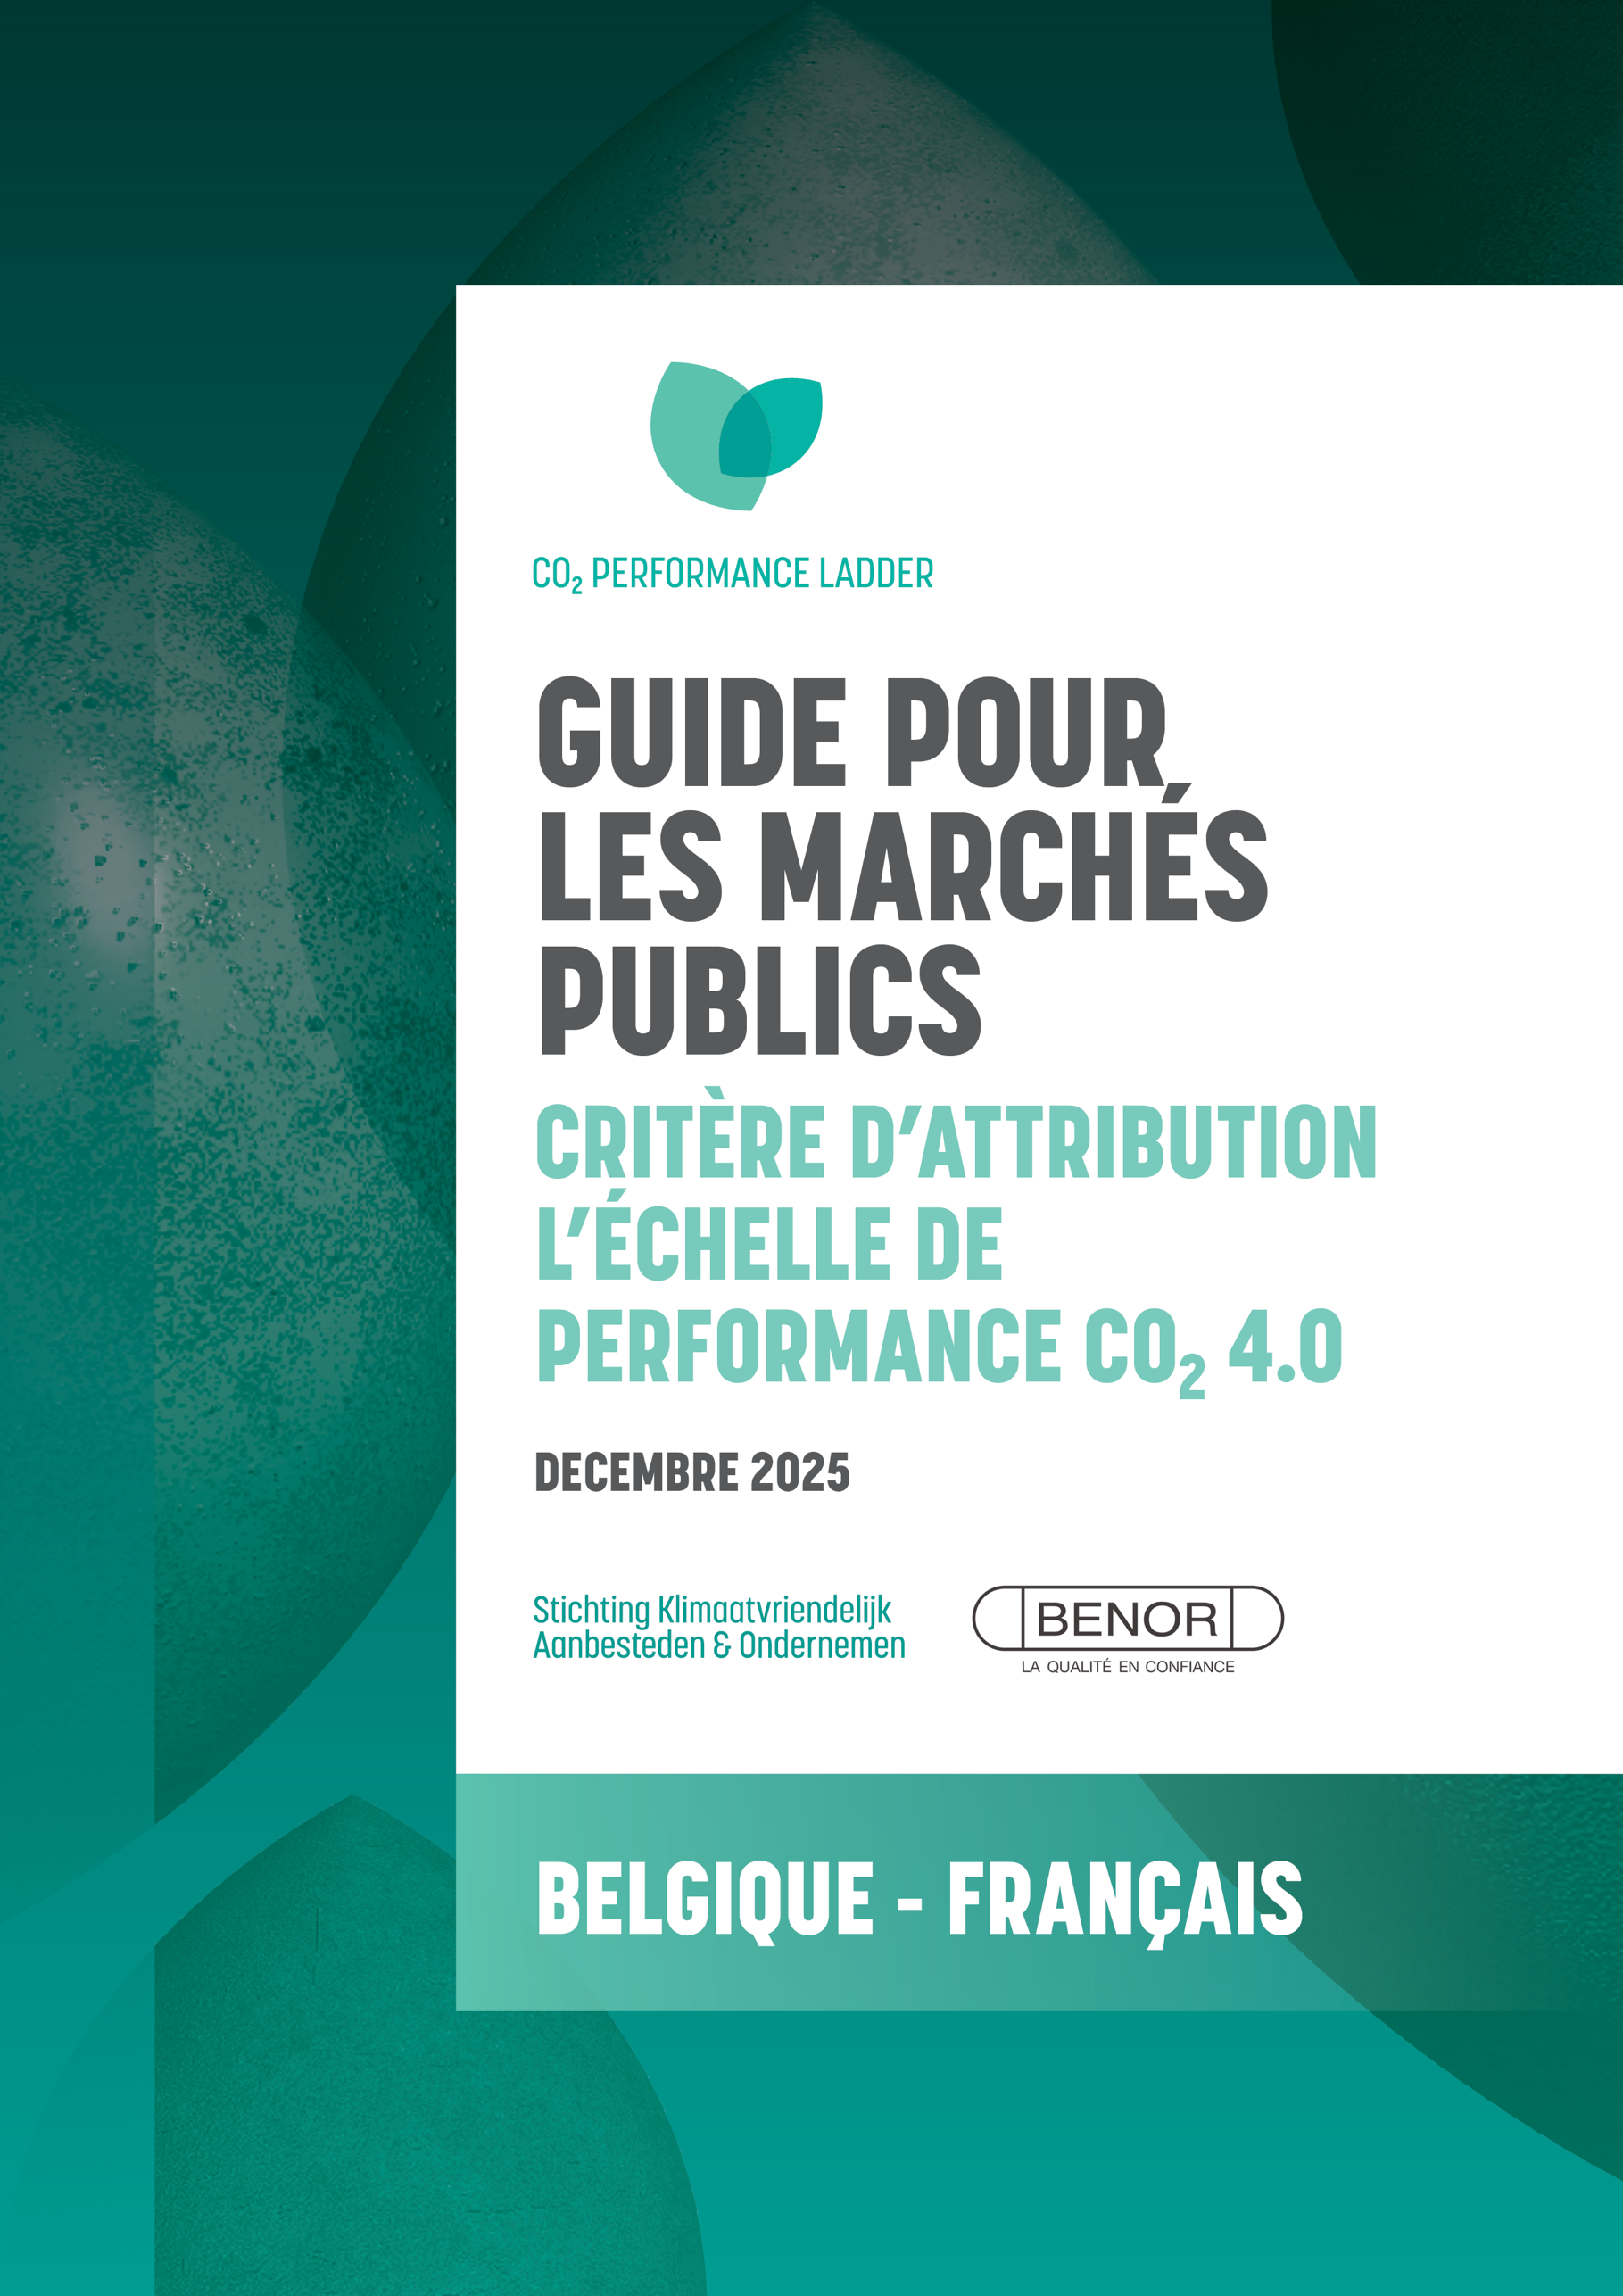 CO₂ PERFORMANCE LADDER
GUIDE POUR
LES MARCHÉS
PUBLICS
CRITÈRE D'ATTRIBUTION
L'ÉCHELLE DE
PERFORMANCE CO₂ 4.0
DECEMBRE 2025
Stichting Klimaatvriendelijk
Aanbesteden & Ondernemen
BENOR
LA QUALITÉ EN CONFIANCE
BELGIQUE - FRANÇAIS